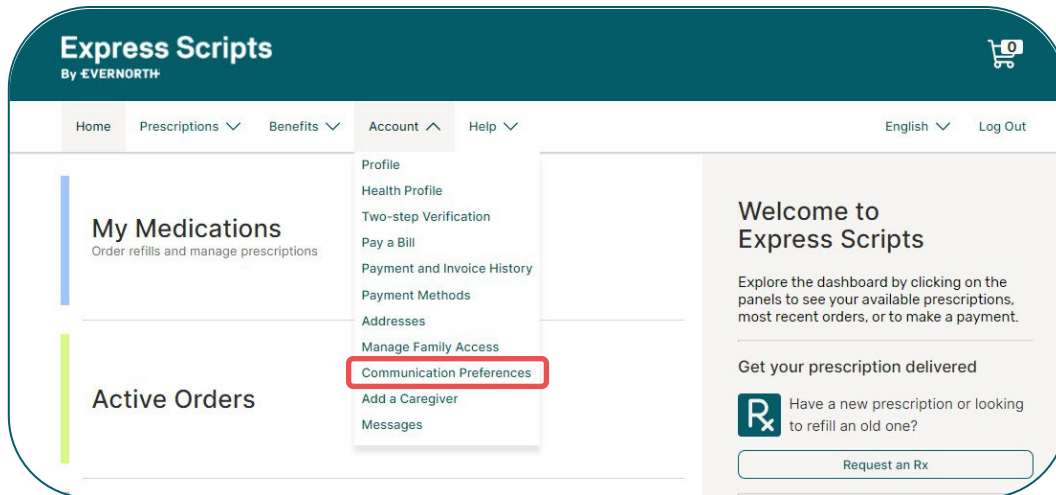 Express Scripts
By EVERNORTH
0
Home Prescriptions Benefits Account Help English Log Out
Profile
Health Profile
Two-step Verification
Pay a Bill
Payment and Invoice History
Payment Methods
Addresses
Manage Family Access
Communication Preferences
Add a Caregiver
Messages
My Medications
Order refills and manage prescriptions
Active Orders
Welcome to
Express Scripts
Explore the dashboard by clicking on the
panels to see your available prescriptions,
most recent orders, or to make a payment.
Get your prescription delivered
Rx
Have a new prescription or looking
to refill an old one?
Request an Rx